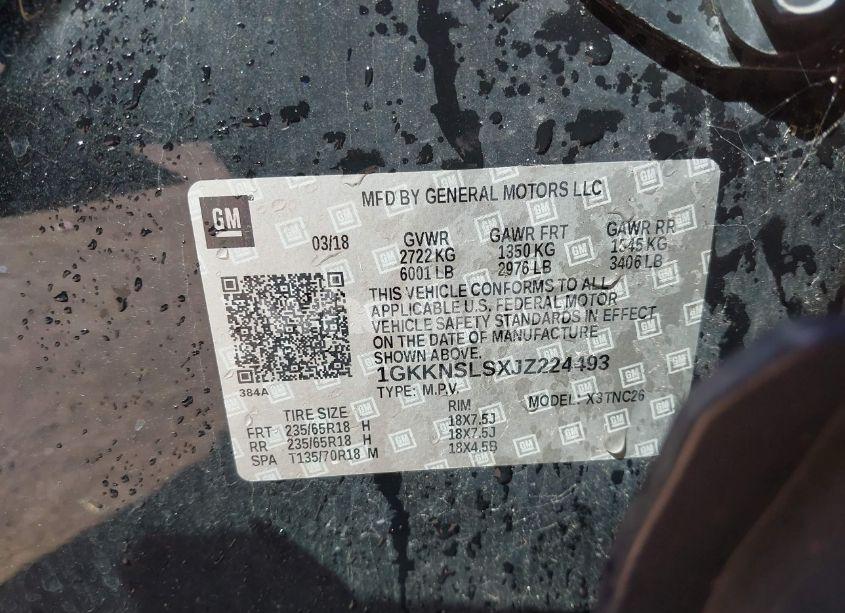 GM
MFD BY GENERAL MOTORS LLC
03/18 GVWR GAWR FRT GAWR RR
2722 KG 1350 KG 1545 KG
6001 LB 2976 LB 3406 LB
THIS VEHICLE CONFORMS TO ALL
APPLICABLE U.S. FEDERAL MOTOR
VEHICLE SAFETY STANDARDS IN EFFECT
ON THE DATE OF MANUFACTURE
SHOWN ABOVE.
1GKKNSLSXJZ224493
384A TYPE: M.P.V. MODEL: X3TNC26
TIRE SIZE RIM
FRT 235/65R18 H 18X7.5J
RR 235/65R18 H 18X7.5J
SPA T135/70R18 M 18X4.5B